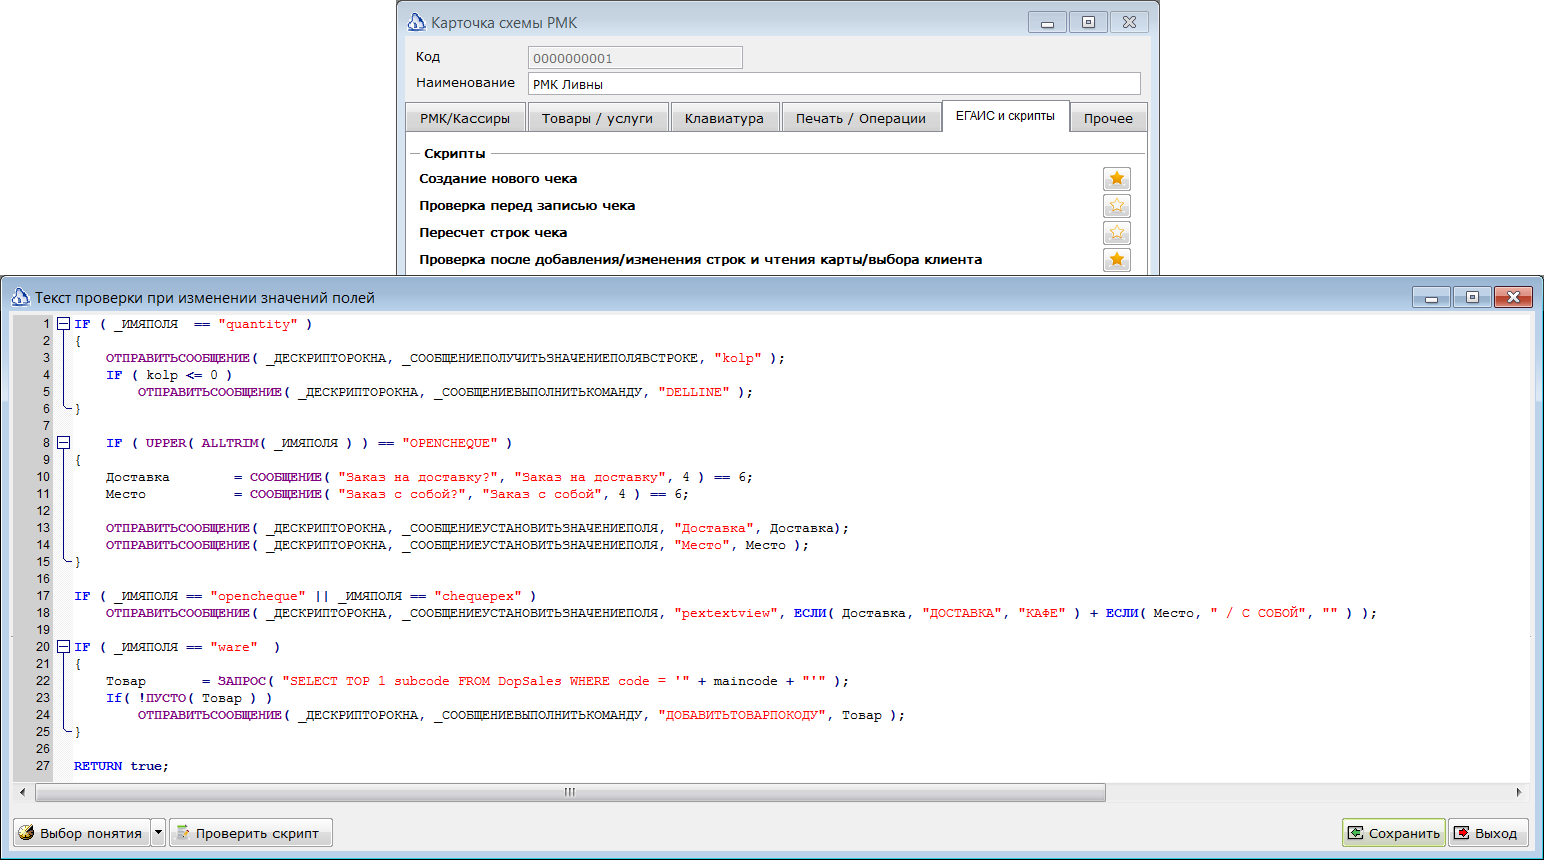 Карточка схемы РМК
Код 0000000001
Наименование РМК Ливны
РМК/Кассиры Товары / услуги Клавиатура Печать / Операции ЕГАИС и скрипты Прочее
Скрипты
Создание нового чека
Проверка перед записью чека
Пересчет строк чека
Проверка после добавления/изменения строк и чтения карты/выбора клиента
Текст проверки при изменении значений полей
1 IF ( _ИМЯПОЛЯ  == "quantity" )
2 {
3     ОТПРАВИТЬСООБЩЕНИЕ( _ДЕСКРИПТОРОКНА, _СООБЩЕНИЕПОЛУЧИТЬЗНАЧЕНИЕПОЛЯВСТРОКЕ, "kolp" );
4     IF ( kolp <= 0 )
5         ОТПРАВИТЬСООБЩЕНИЕ( _ДЕСКРИПТОРОКНА, _СООБЩЕНИЕВЫПОЛНИТЬКОМАНДУ, "DELLINE" );
6 }
7
8     IF ( UPPER( ALLTRIM( _ИМЯПОЛЯ ) ) == "OPENCHEQUE" )
9 {
10     Доставка        = СООБЩЕНИЕ( "Заказ на доставку?", "Заказ на доставку", 4 ) == 6;
11     Место           = СООБЩЕНИЕ( "Заказ с собой?", "Заказ с собой", 4 ) == 6;
12
13     ОТПРАВИТЬСООБЩЕНИЕ( _ДЕСКРИПТОРОКНА, _СООБЩЕНИЕУСТАНОВИТЬЗНАЧЕНИЕПОЛЯ, "Доставка", Доставка);
14     ОТПРАВИТЬСООБЩЕНИЕ( _ДЕСКРИПТОРОКНА, _СООБЩЕНИЕУСТАНОВИТЬЗНАЧЕНИЕПОЛЯ, "Место", Место );
15 }
16
17 IF ( _ИМЯПОЛЯ == "opencheque" || _ИМЯПОЛЯ == "chequepex" )
18     ОТПРАВИТЬСООБЩЕНИЕ( _ДЕСКРИПТОРОКНА, _СООБЩЕНИЕУСТАНОВИТЬЗНАЧЕНИЕПОЛЯ, "pextextview", ЕСЛИ( Доставка, "ДОСТАВКА", "КАФЕ" ) + ЕСЛИ( Место, " / С СОБОЙ", "" ) );
19
20 IF ( _ИМЯПОЛЯ == "ware"  )
21 {
22     Товар       = ЗАПРОС( "SELECT TOP 1 subcode FROM DopSales WHERE code = '" + maincode + "'" );
23     If( !ПУСТО( Товар ) )
24         ОТПРАВИТЬСООБЩЕНИЕ( _ДЕСКРИПТОРОКНА, _СООБЩЕНИЕВЫПОЛНИТЬКОМАНДУ, "ДОБАВИТЬТОВАРПОКОДУ", Товар );
25 }
26
27 RETURN true;
Выбор понятия Проверить скрипт Сохранить Выход